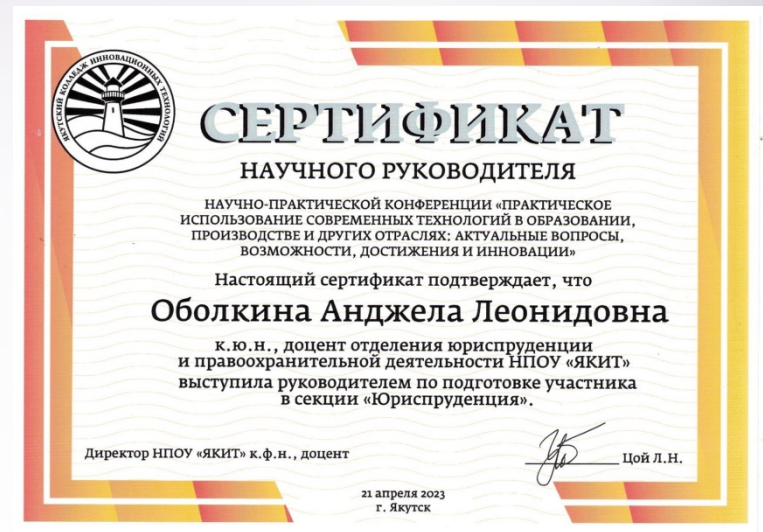 ЯКУТСКИЙ КОЛЛЕДЖ ИННОВАЦИОННЫХ ТЕХНОЛОГИЙ
СЕРТИФИКАТ
НАУЧНОГО РУКОВОДИТЕЛЯ
НАУЧНО-ПРАКТИЧЕСКОЙ КОНФЕРЕНЦИИ «ПРАКТИЧЕСКОЕ
ИСПОЛЬЗОВАНИЕ СОВРЕМЕННЫХ ТЕХНОЛОГИЙ В ОБРАЗОВАНИИ,
ПРОИЗВОДСТВЕ И ДРУГИХ ОТРАСЛЯХ: АКТУАЛЬНЫЕ ВОПРОСЫ,
ВОЗМОЖНОСТИ, ДОСТИЖЕНИЯ И ИННОВАЦИИ»
Настоящий сертификат подтверждает, что
Оболкина Анджела Леонидовна
к.ю.н., доцент отделения юриспруденции
и правоохранительной деятельности НПОУ «ЯКИТ»
выступила руководителем по подготовке участника
в секции «Юриспруденция».
Директор НПОУ «ЯКИТ» к.ф.н., доцент
Цой Л.Н.
21 апреля 2023
г. Якутск